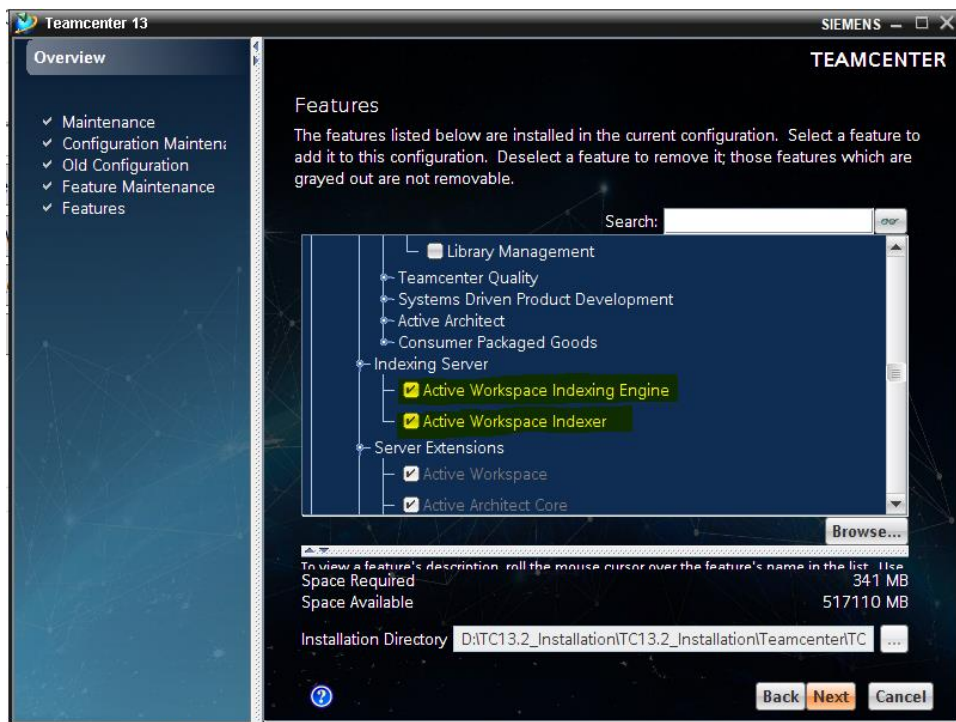 Teamcenter 13
SIEMENS
Overview
TEAMCENTER
Maintenance
Configuration Maintena
Old Configuration
Feature Maintenance
Features
Features
The features listed below are installed in the current configuration. Select a feature to
add it to this configuration. Deselect a feature to remove it; those features which are
grayed out are not removable.
Search:
Library Management
Teamcenter Quality
Systems Driven Product Development
Active Architect
Consumer Packaged Goods
Indexing Server
Active Workspace Indexing Engine
Active Workspace Indexer
Server Extensions
Active Workspace
Active Architect Core
Browse...
To view a feature's description, roll the mouse cursor over the feature's name in the list. Use
Space Required 341 MB
Space Available 517110 MB
Installation Directory D:\TC13.2_Installation\TC13.2_Installation\Teamcenter\TC ...
? Back Next Cancel